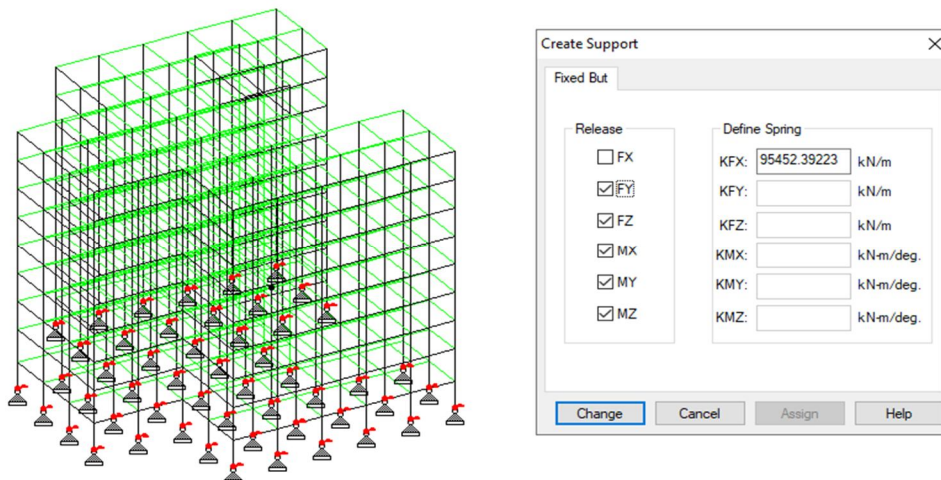 Create Support
Fixed But
Release
FX
FY
FZ
MX
MY
MZ
Define Spring
KFX: 95452.39223 kN/m
KFY: kN/m
KFZ: kN/m
KMX: kN-m/deg.
KMY: kN-m/deg.
KMZ: kN-m/deg.
Change Cancel Assign Help